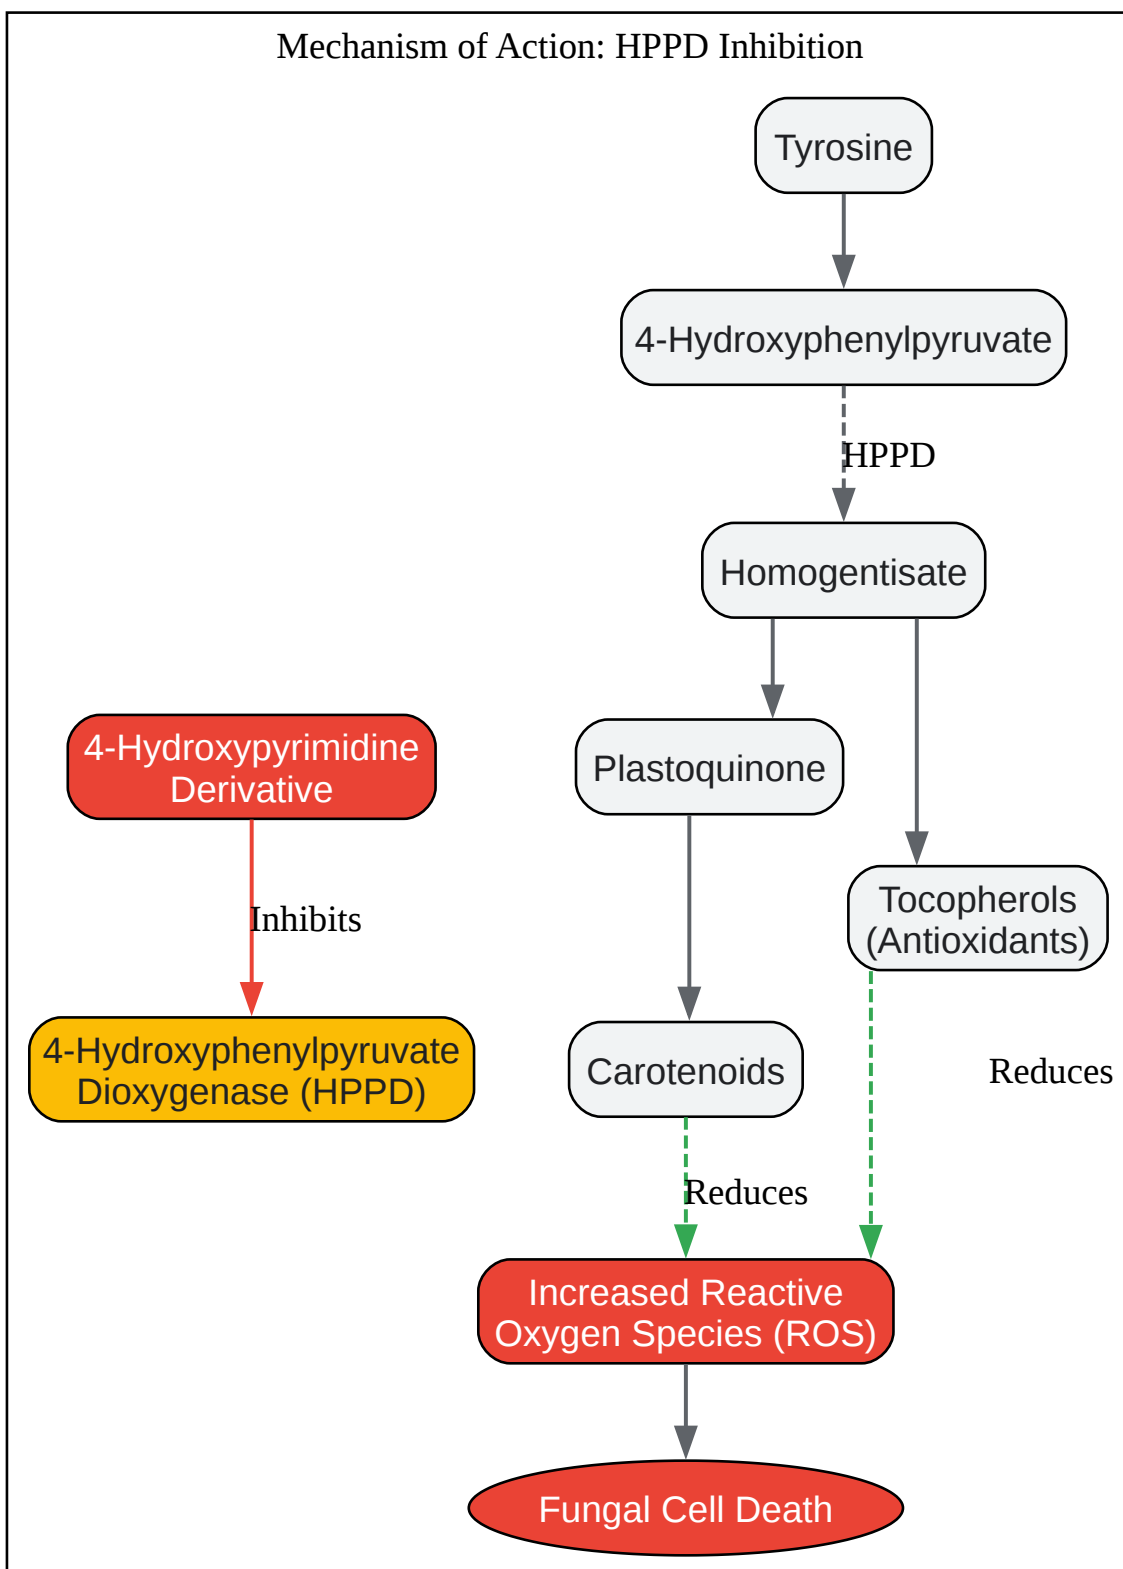 Mechanism of Action: HPPD Inhibition
Tyrosine
4-Hydroxyphenylpyruvate
HPPD
Homogentisate
4-Hydroxypyrimidine
Derivative
Plastoquinone
Tocopherols
(Antioxidants)
Inhibits
4-Hydroxyphenylpyruvate
Dioxygenase (HPPD)
Carotenoids
Reduces
Reduces
Increased Reactive
Oxygen Species (ROS)
Fungal Cell Death